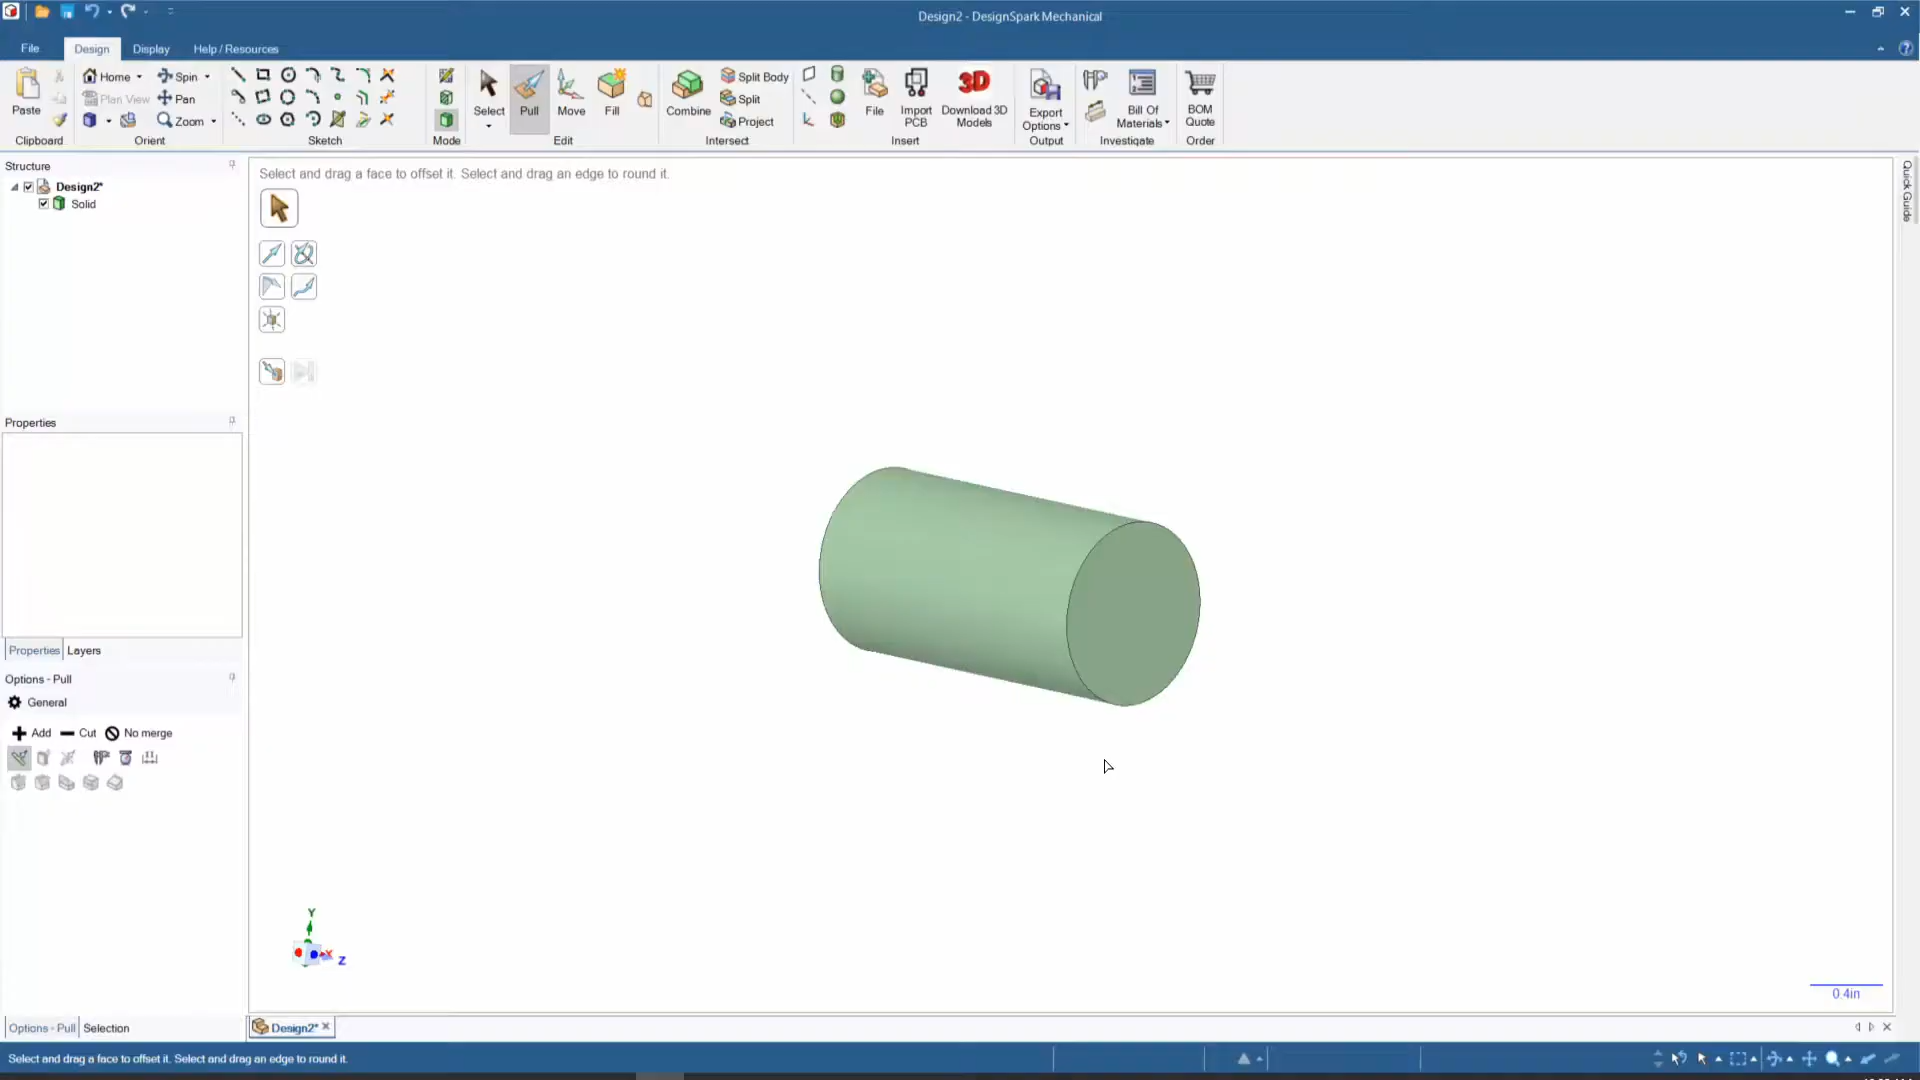 Design2 - DesignSpark Mechanical
File
Design
Display
Help / Resources
Paste
Clipboard
Home
Spin
Plan View
Pan
Zoom
Orient
Sketch
Mode
Select
Pull
Move
Fill
Edit
Combine
Split Body
Split
Project
Intersect
File
Import
PCB
3D
Download 3D
Models
Insert
Export
Options
Output
Bill Of
Materials
Investigate
BOM
Quote
Order
Structure
Design2*
Solid
Select and drag a face to offset it. Select and drag an edge to round it.
Quick Guide
Properties
Properties
Layers
Options - Pull
General
Add
Cut
No merge
Y
X
Z
0.4in
Options - Pull
Selection
Design2*
Select and drag a face to offset it. Select and drag an edge to round it.